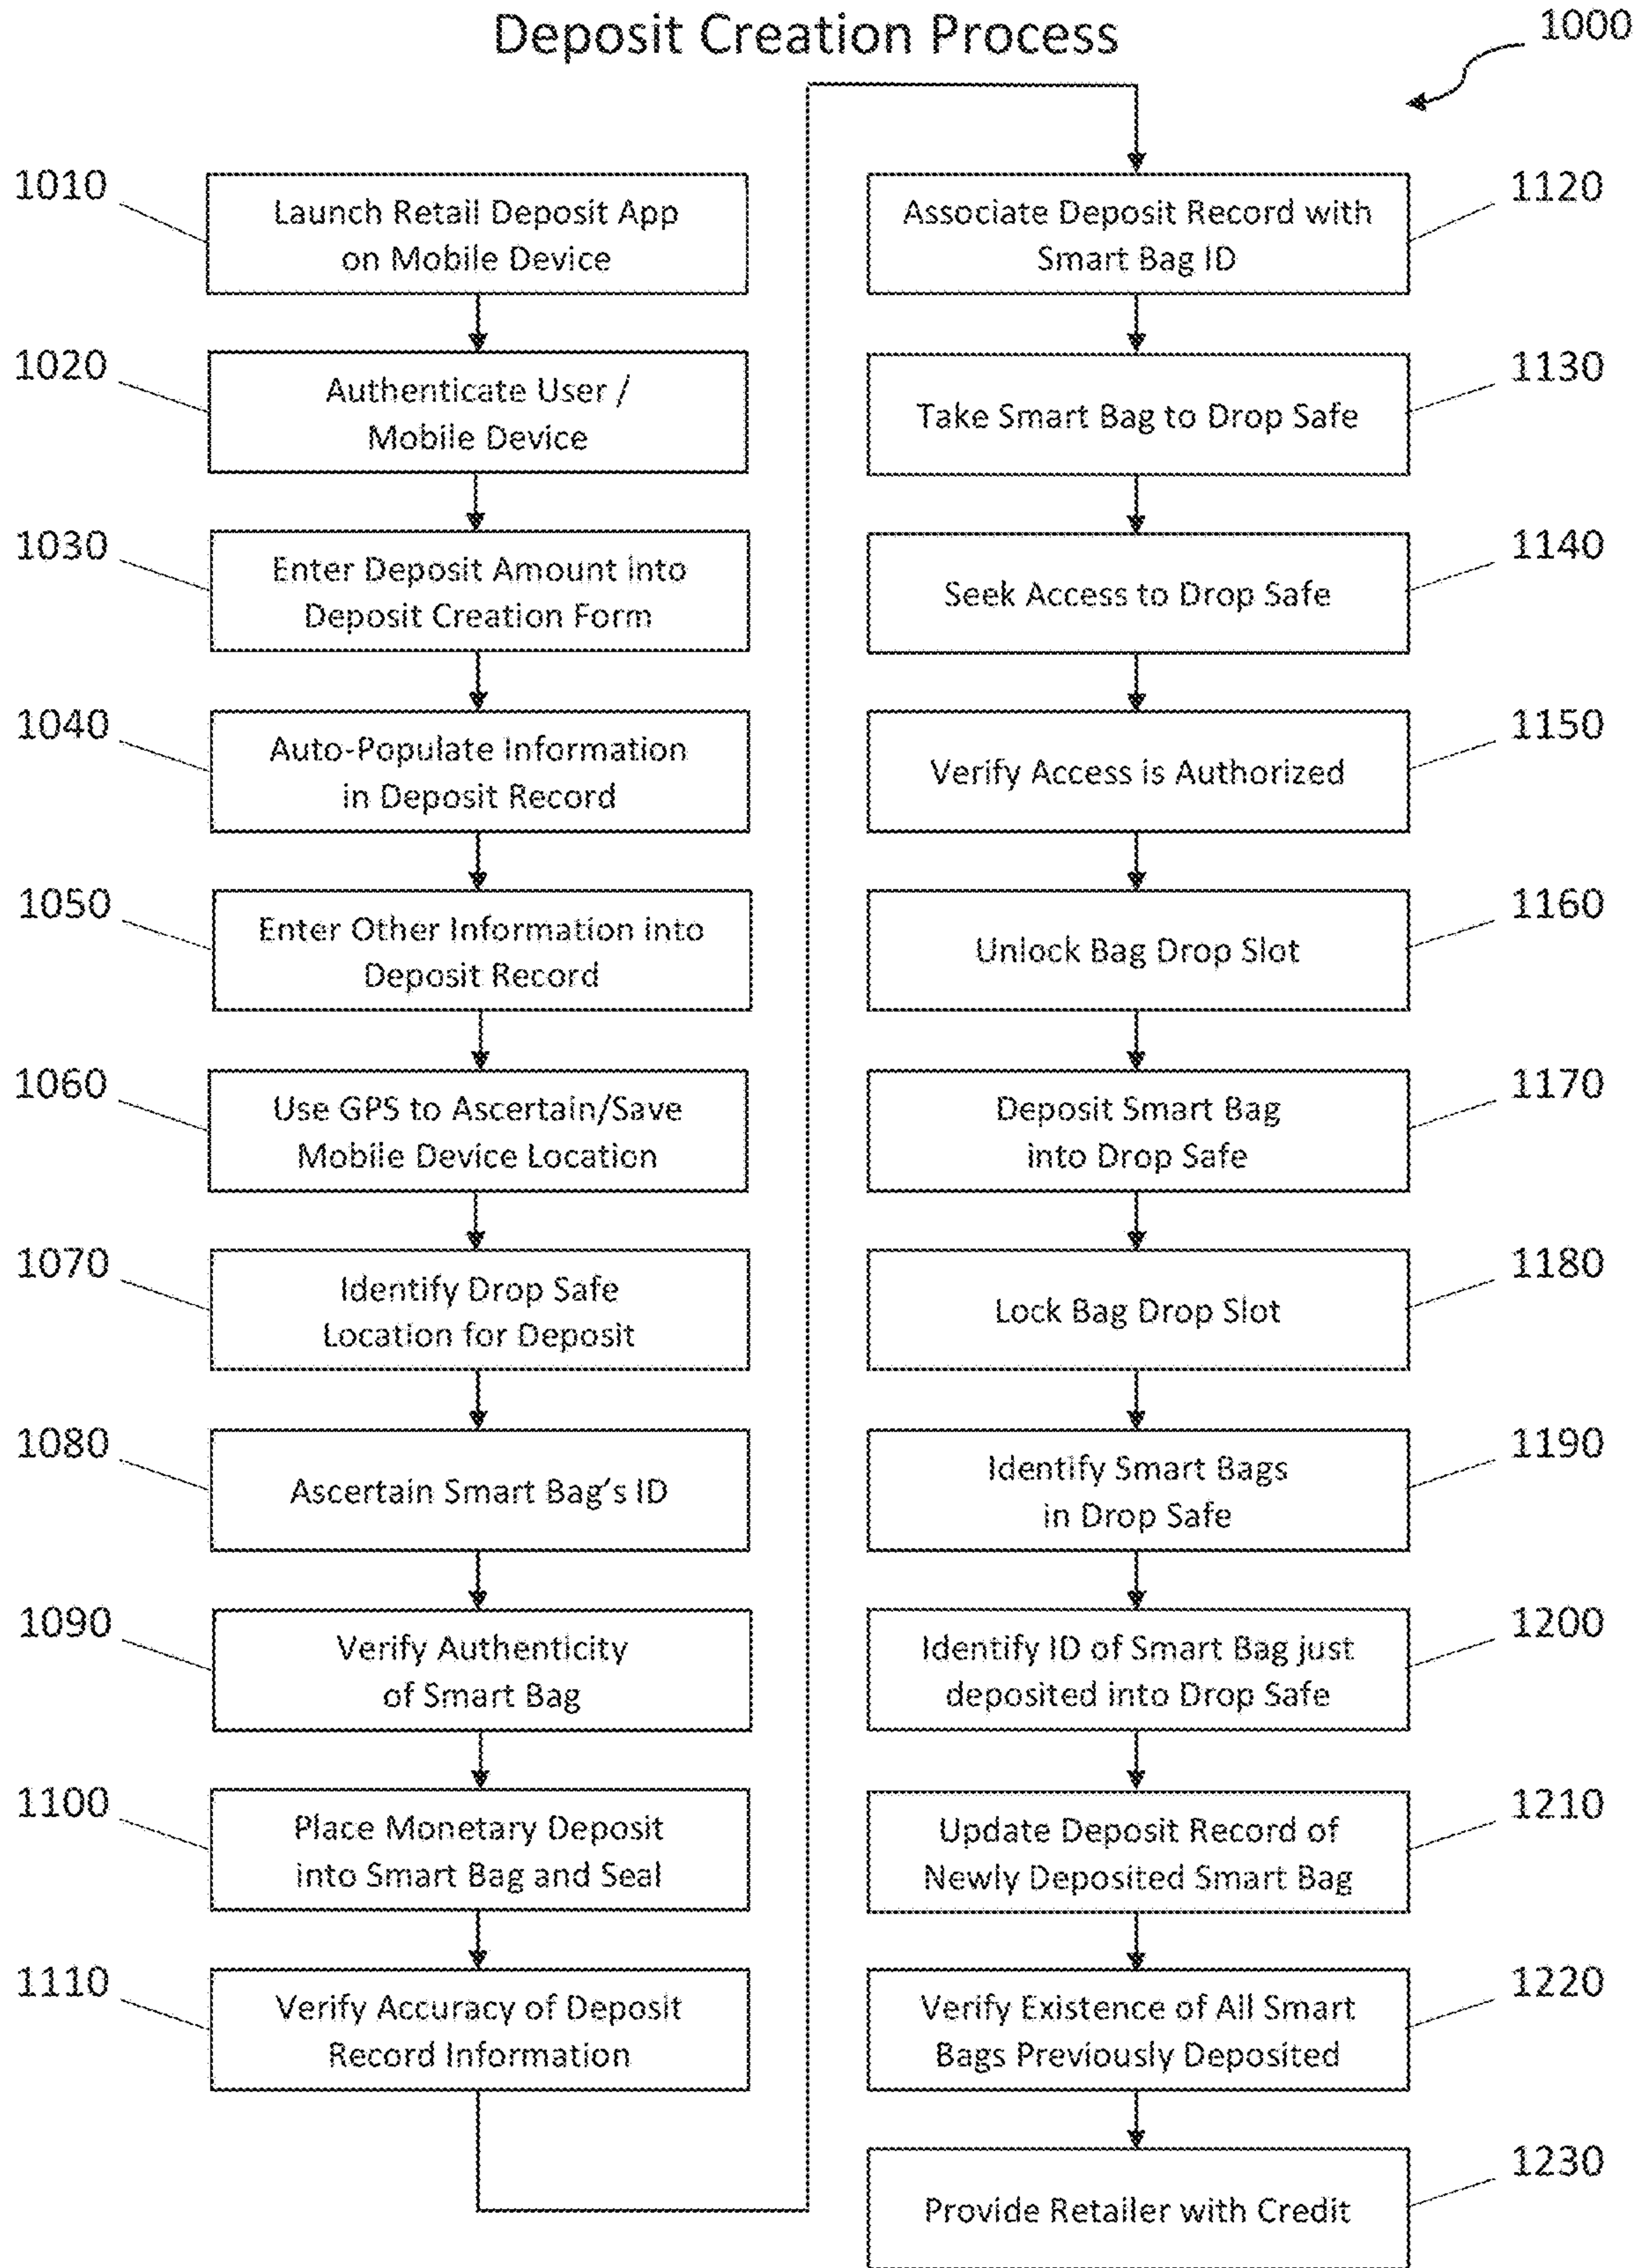 Deposit Creation Process
1000
1010
Launch Retail Deposit App
on Mobile Device
1020
Authenticate User /
Mobile Device
1030
Enter Deposit Amount into
Deposit Creation Form
1040
Auto-Populate Information
in Deposit Record
1050
Enter Other Information into
Deposit Record
1060
Use GPS to Ascertain/Save
Mobile Device Location
1070
Identify Drop Safe
Location for Deposit
1080
Ascertain Smart Bag's ID
1090
Verify Authenticity
of Smart Bag
1100
Place Monetary Deposit
into Smart Bag and Seal
1110
Verify Accuracy of Deposit
Record Information
1120
Associate Deposit Record with
Smart Bag ID
1130
Take Smart Bag to Drop Safe
1140
Seek Access to Drop Safe
1150
Verify Access is Authorized
1160
Unlock Bag Drop Slot
1170
Deposit Smart Bag
into Drop Safe
1180
Lock Bag Drop Slot
1190
Identify Smart Bags
in Drop Safe
1200
Identify ID of Smart Bag just
deposited into Drop Safe
1210
Update Deposit Record of
Newly Deposited Smart Bag
1220
Verify Existence of All Smart
Bags Previously Deposited
1230
Provide Retailer with Credit